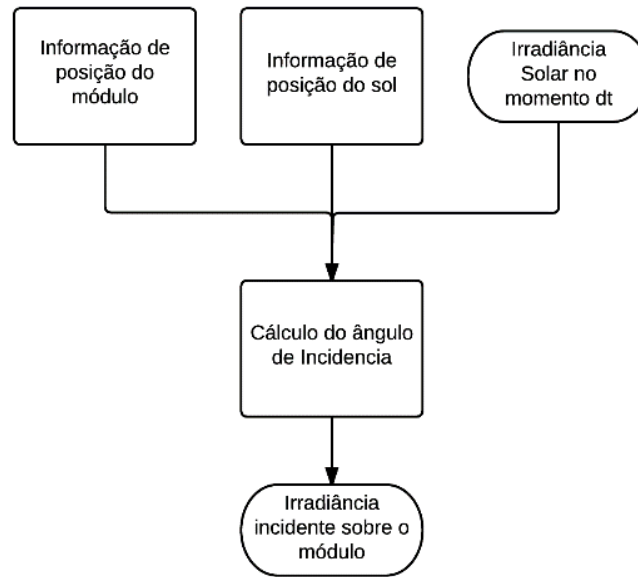 Informação de
posição do
módulo
Informação de
posição do sol
Irradiância
Solar no
momento dt
Cálculo do ângulo
de Incidencia
Irradiância
incidente sobre o
módulo